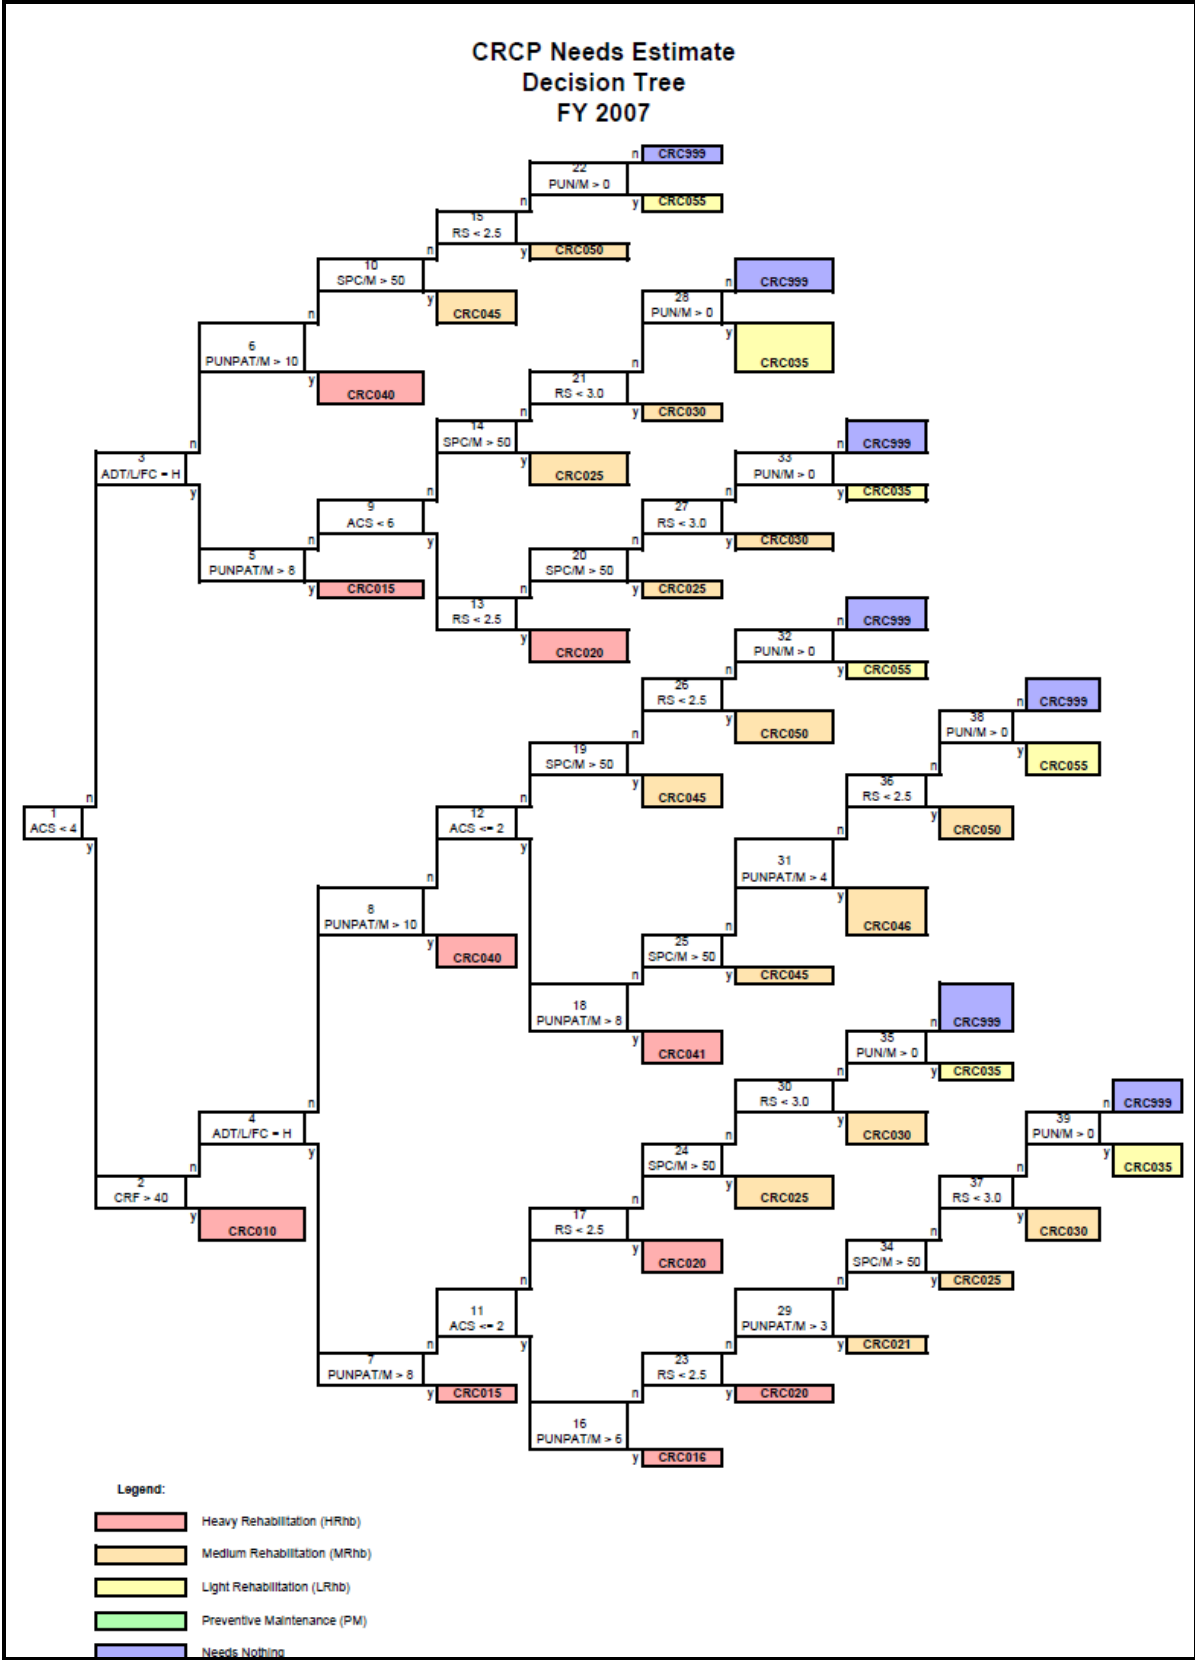 CRCP Needs Estimate
Decision Tree
FY 2007
n CRC999
22
PUN/M > 0
y CRC055
n
15
RS < 2.5
y CRC050
n
10
SPC/M > 50
y CRC045
n
6
PUNPAT/M > 10
y CRC040
n CRC999
28
PUN/M > 0
y CRC035
n
21
RS < 3.0
y CRC030
n
14
SPC/M > 50
y CRC025
n
3
ADT/L/FC = H
y
n
9
ACS < 6
y
n
5
PUNPAT/M > 8
y CRC015
n CRC999
33
PUN/M > 0
y CRC035
n
27
RS < 3.0
y CRC030
n
20
SPC/M > 50
y CRC025
n
13
RS < 2.5
y CRC020
n CRC999
32
PUN/M > 0
y CRC055
n
26
RS < 2.5
y CRC050
n
19
SPC/M > 50
y CRC045
n CRC999
38
PUN/M > 0
y CRC055
n
36
RS < 2.5
y CRC050
n
1
ACS < 4
y
n
12
ACS <= 2
y
n
31
PUNPAT/M > 4
y CRC046
n
8
PUNPAT/M > 10
y CRC040
n
25
SPC/M > 50
y CRC045
n
18
PUNPAT/M > 8
y CRC041
n CRC999
35
PUN/M > 0
y CRC035
n
30
RS < 3.0
y CRC030
n
4
ADT/L/FC = H
y
n
24
SPC/M > 50
y CRC025
n
2
CRF > 40
y CRC010
n
17
RS < 2.5
y CRC020
n CRC999
39
PUN/M > 0
y CRC035
n
37
RS < 3.0
y CRC030
n
34
SPC/M > 50
y CRC025
n
11
ACS <= 2
y
n
29
PUNPAT/M > 3
y CRC021
n
7
PUNPAT/M > 8
y CRC015
n
23
RS < 2.5
y CRC020
n
16
PUNPAT/M > 6
y CRC016
Legend:
Heavy Rehabilitation (HRhb)
Medium Rehabilitation (MRhb)
Light Rehabilitation (LRhb)
Preventive Maintenance (PM)
Needs Nothing